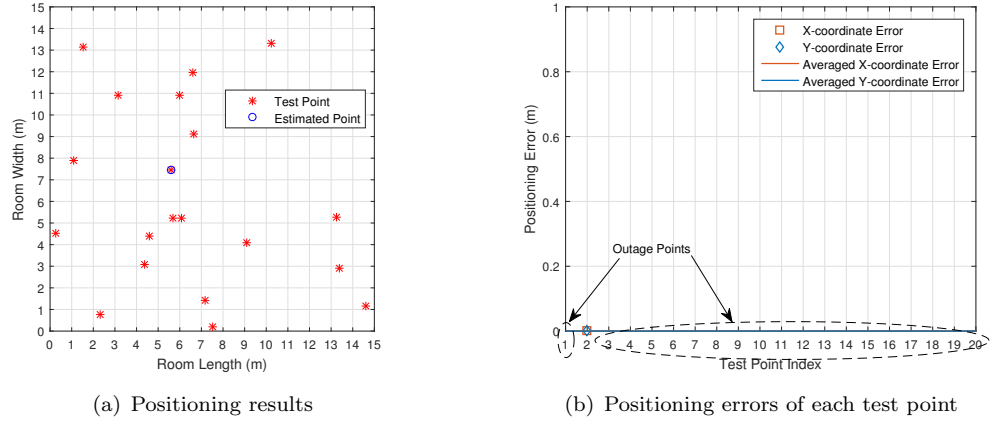 15
14
13
12
11
10
9
8
7
6
5
4
3
2
1
0
Room Width (m)
0 1 2 3 4 5 6 7 8 9 10 11 12 13 14 15
Room Length (m)
Test Point
Estimated Point
(a) Positioning results
1
0.8
0.6
0.4
0.2
0
Positioning Error (m)
X-coordinate Error
Y-coordinate Error
Averaged X-coordinate Error
Averaged Y-coordinate Error
Outage Points
1 2 3 4 5 6 7 8 9 10 11 12 13 14 15 16 17 18 19 20
Test Point Index
(b) Positioning errors of each test point